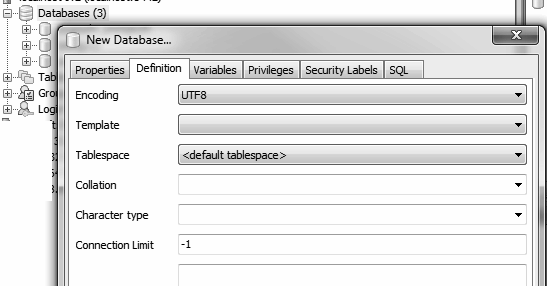 Databases (3)
New Database...
Properties Definition Variables Privileges Security Labels SQL
Encoding UTF8
Template
Tablespace <default tablespace>
Collation
Character type
Connection Limit -1
Tab
Gro
Logi